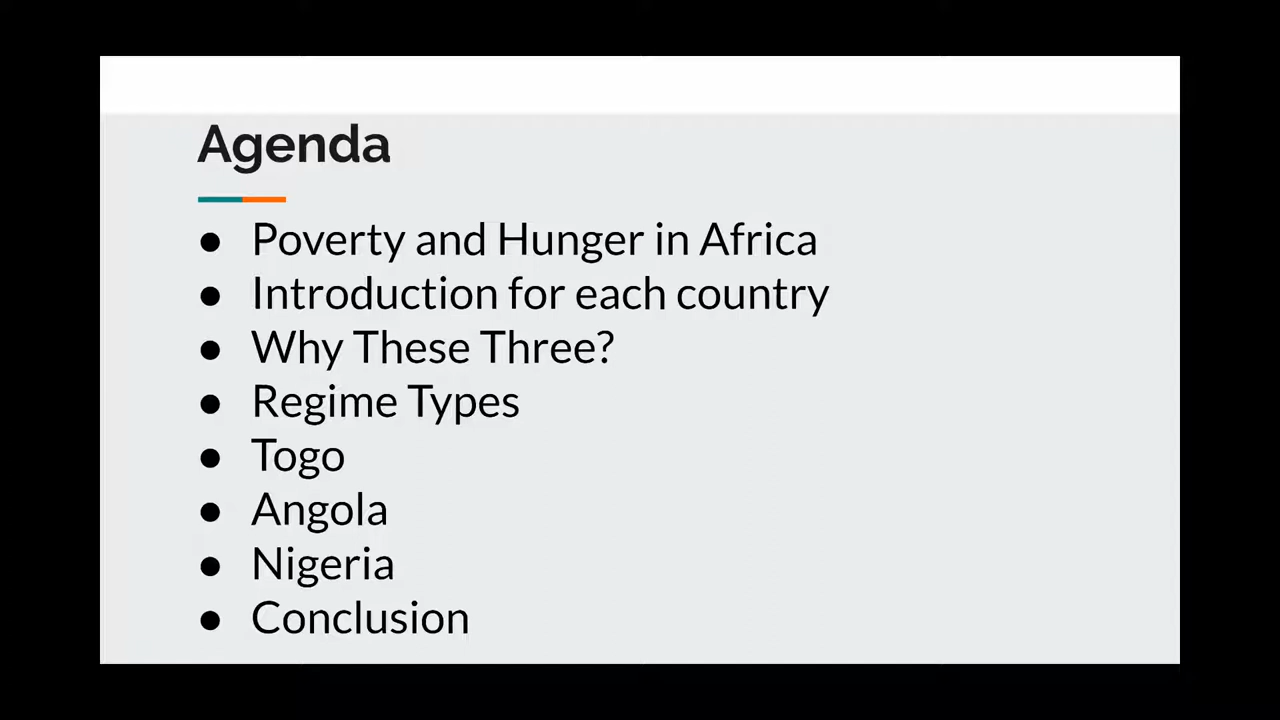 Agenda
● Poverty and Hunger in Africa
● Introduction for each country
● Why These Three?
● Regime Types
● Togo
● Angola
● Nigeria
● Conclusion